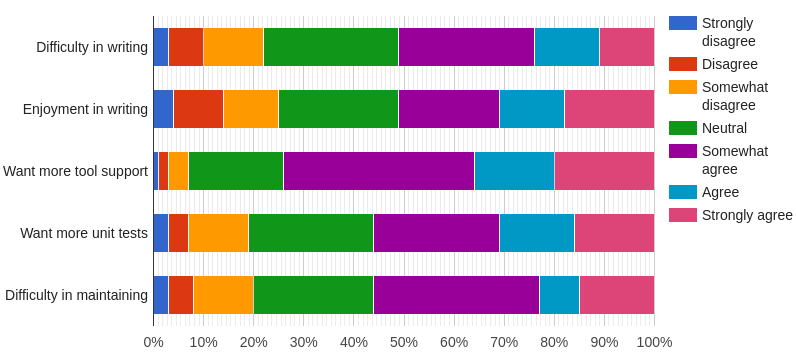 Difficulty in writing
Enjoyment in writing
Want more tool support
Want more unit tests
Difficulty in maintaining
0% 10% 20% 30% 40% 50% 60% 70% 80% 90% 100%
Strongly
disagree
Disagree
Somewhat
disagree
Neutral
Somewhat
agree
Agree
Strongly agree